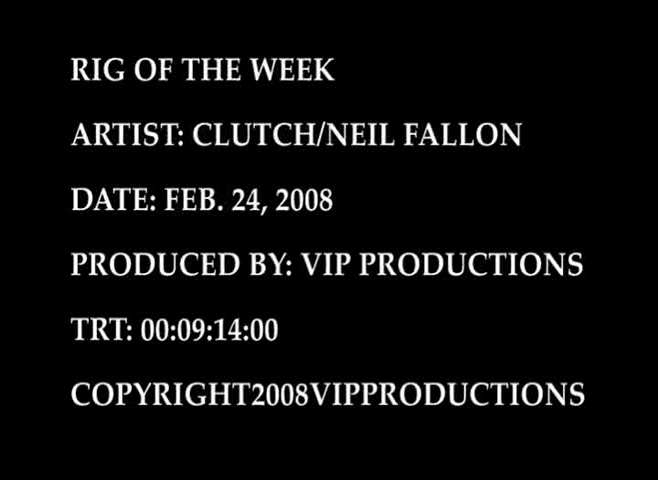 RIG OF THE WEEK
ARTIST: CLUTCH/NEIL FALLON
DATE: FEB. 24, 2008
PRODUCED BY: VIP PRODUCTIONS
TRT: 00:09:14:00
COPYRIGHT2008VIPPRODUCTIONS